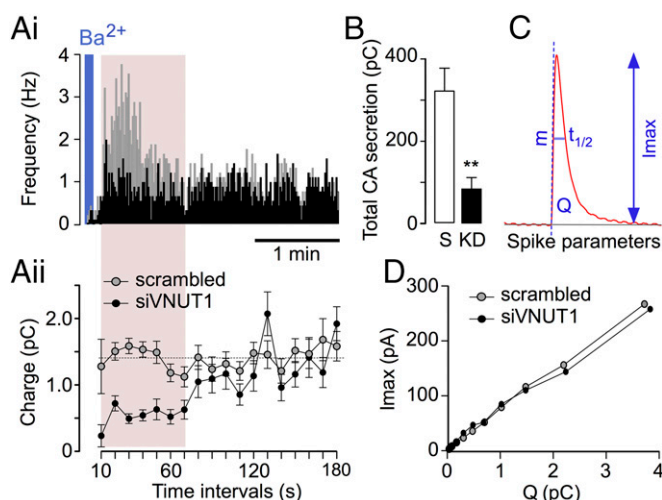 Ai
Ba2+
Frequency (Hz)
4
3
2
1
0
1 min
B
Total CA secretion (pC)
400
200
0
**
S KD
C
m
t1/2
Imax
Q
Spike parameters
Aii
scrambled
siVNUT1
Charge (pC)
2.0
1.0
0
10 60 120 180
Time intervals (s)
D
scrambled
siVNUT1
Imax (pA)
300
200
100
0
0 1 2 3 4
Q (pC)